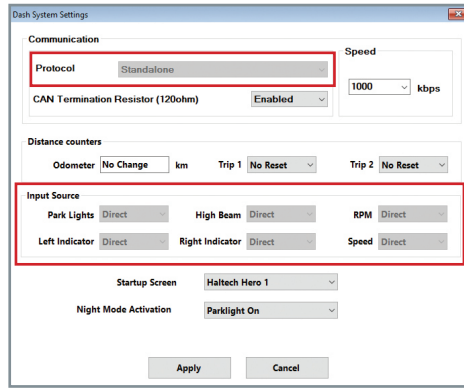 Dash System Settings
Communication
Protocol Standalone
CAN Termination Resistor (120ohm) Enabled
Speed
1000 kbps
Distance counters
Odometer No Change km Trip 1 No Reset Trip 2 No Reset
Input Source
Park Lights Direct High Beam Direct RPM Direct
Left Indicator Direct Right Indicator Direct Speed Direct
Startup Screen Haltech Hero 1
Night Mode Activation Parklight On
Apply Cancel